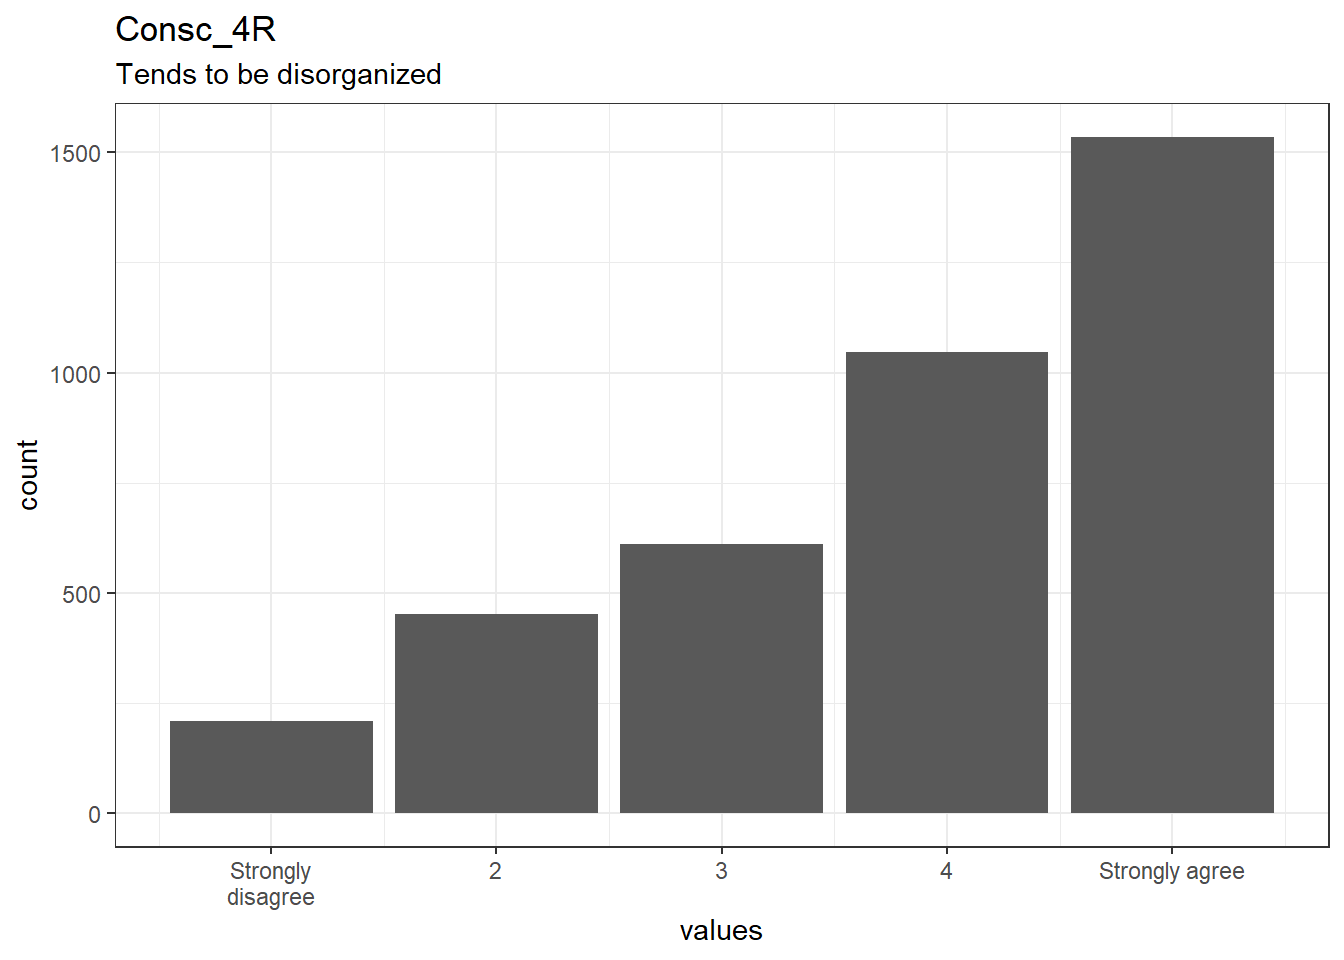 Consc_4R
Tends to be disorganized
1500
1000
500
0
count
Strongly
disagree
2
3
4
Strongly agree
values